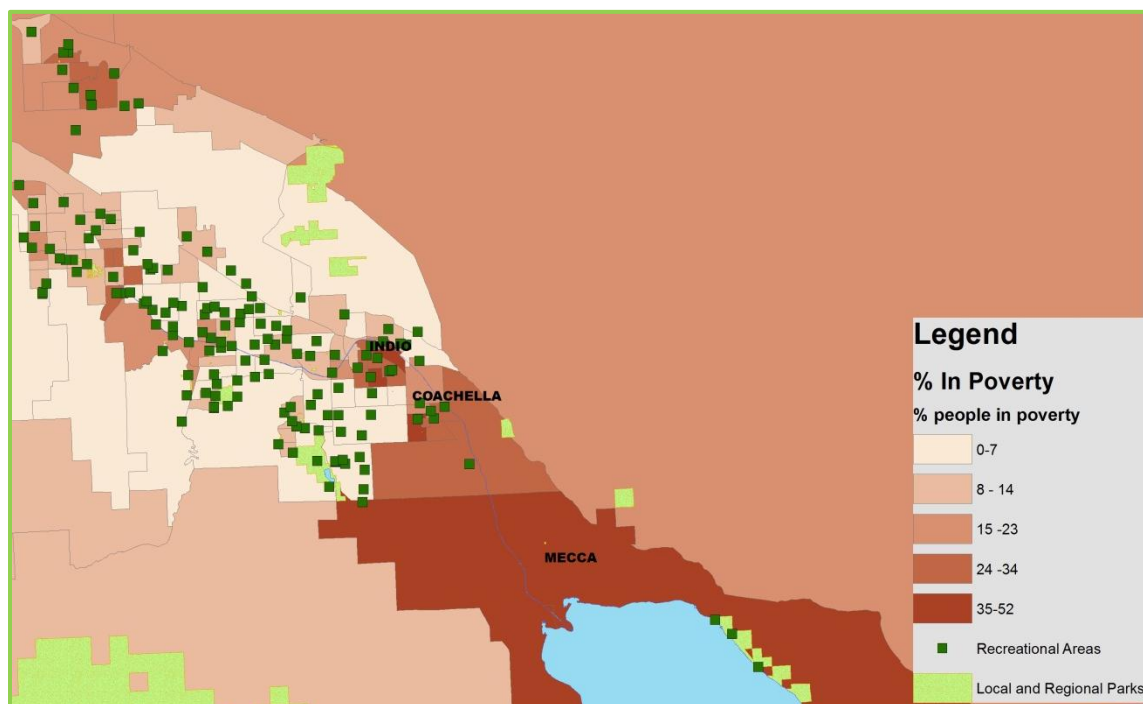 INDIO
COACHELLA
MECCA
Legend
% In Poverty
% people in poverty
0-7
8 - 14
15 -23
24 -34
35-52
Recreational Areas
Local and Regional Parks